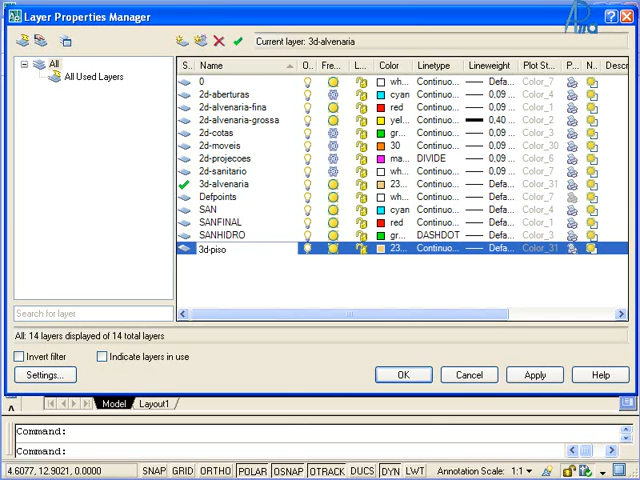 Layer Properties Manager
Current layer: 3d-alvenaria
All
All Used Layers
S.. Name O. Fre... L... Color Linetype Lineweight Plot St... P... N.. Descr
0 wh... Continuo... Defa... Color_7
2d-aberturas cyan Continuo... 0,09 ... Color_4
2d-alvenaria-fina red Continuo... 0,09 ... Color_1
2d-alvenaria-grossa yel... Continuo... 0,40 ... Color_2
2d-cotas gr... Continuo... 0,09 ... Color_3
2d-moveis 30 Continuo... 0,09 ... Color_30
2d-projecoes ma... DIVIDE 0,09 ... Color_6
2d-sanitario wh... Continuo... 0,09 ... Color_7
3d-alvenaria 23... Continuo... Defa... Color_31
Defpoints wh... Continuo... Defa... Color_7
SAN cyan Continuo... Defa... Color_4
SANFINAL red Continuo... Defa... Color_1
SANHIDRO gr... DASHDOT Defa... Color_3
3d-piso 23... Continuo... Defa... Color_31
Search for layer
All: 14 layers displayed of 14 total layers
Invert filter
Indicate layers in use
Settings...
OK
Cancel
Apply
Help
Model Layout1
Command:
Command:
4.6077, 12.9021, 0.0000 SNAP GRID ORTHO POLAR OSNAP OTRACK DUCS DYN LWT Annotation Scale: 1:1